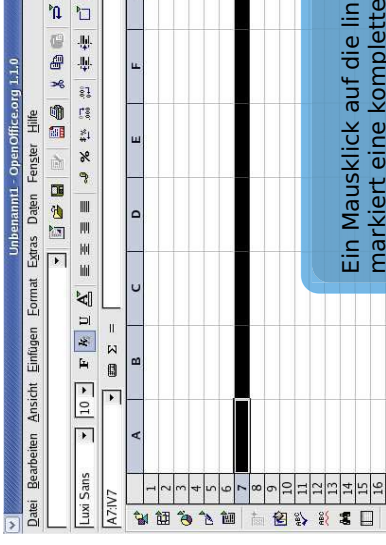 Unbenannt1 - OpenOffice.org 1.1.0
Datei Bearbeiten Ansicht Einfügen Format Extras Daten Fenster Hilfe
Luxi Sans 10 F k U A
A7:IV7 Σ =
A B C D E F
1
2
3
4
5
6
7
8
9
10
11
12
13
14
15
16
Ein Mausklick auf die lin
markiert eine komplette